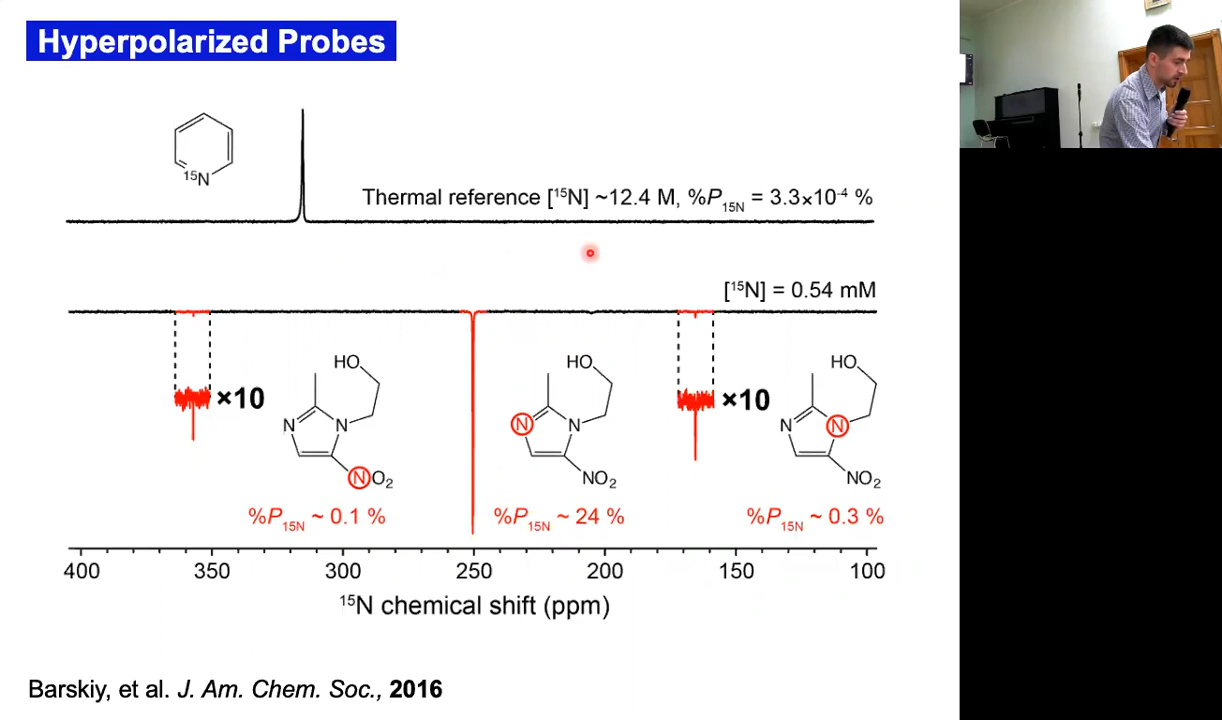 Hyperpolarized Probes
15N
Thermal reference [15N] ~12.4 M, %P15N = 3.3×10-4 %
[15N] = 0.54 mM
×10
×10
HO
N
N
NO2
HO
N
N
NO2
HO
N
N
NO2
%P15N ~ 0.1 %
%P15N ~ 24 %
%P15N ~ 0.3 %
400 350 300 250 200 150 100
15N chemical shift (ppm)
Barskiy, et al. J. Am. Chem. Soc., 2016